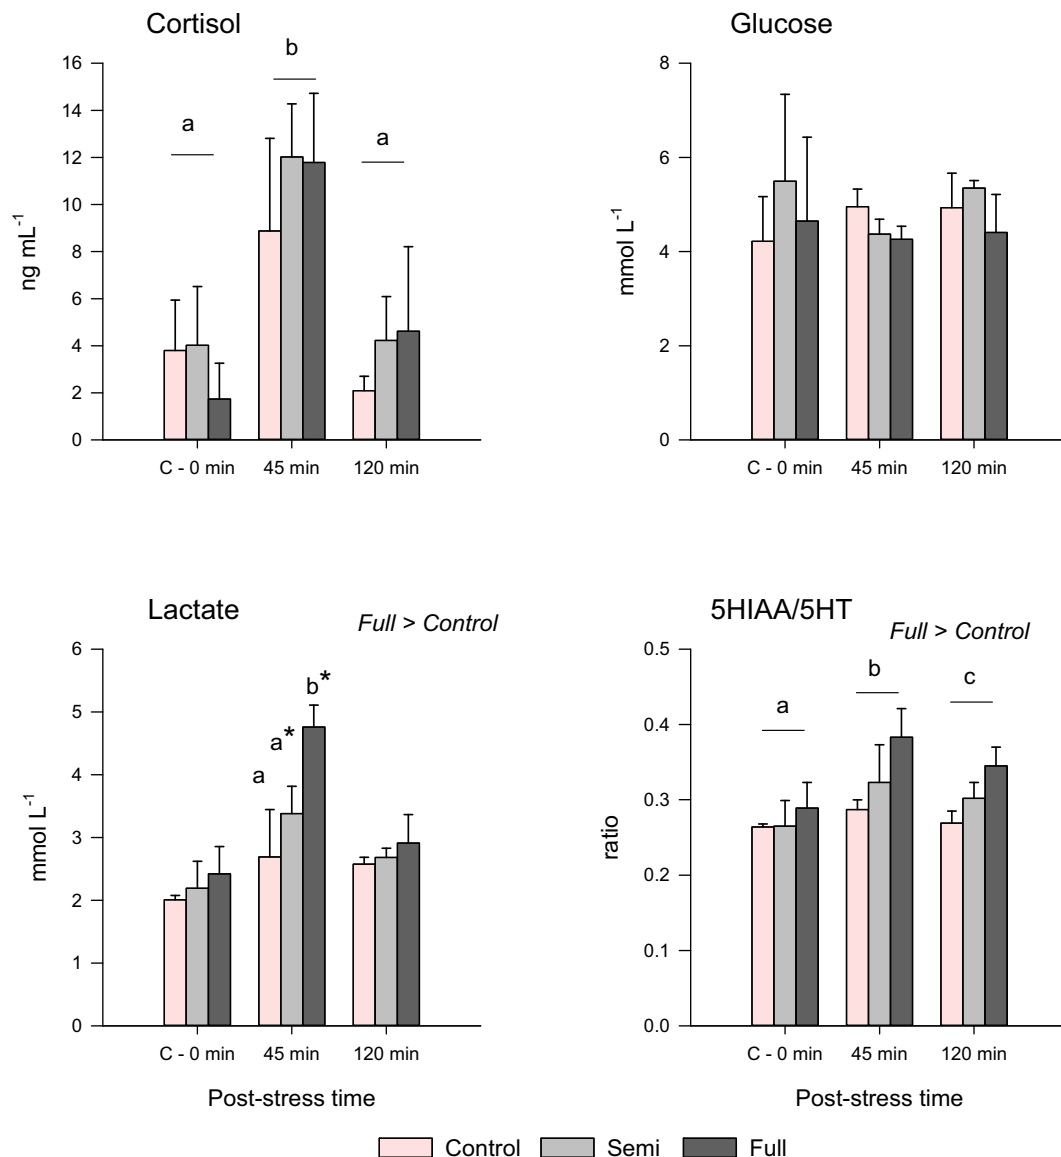 Cortisol
16
14
12
10
8
6
4
2
0
ng mL-1
a
b
a
C - 0 min 45 min 120 min
Glucose
8
6
4
2
0
mmol L-1
C - 0 min 45 min 120 min
Lactate
Full > Control
6
5
4
3
2
1
0
mmol L-1
a
a*
b*
C - 0 min 45 min 120 min
Post-stress time
5HIAA/5HT
Full > Control
0.5
0.4
0.3
0.2
0.1
0.0
ratio
a
b
c
C - 0 min 45 min 120 min
Post-stress time
Control Semi Full